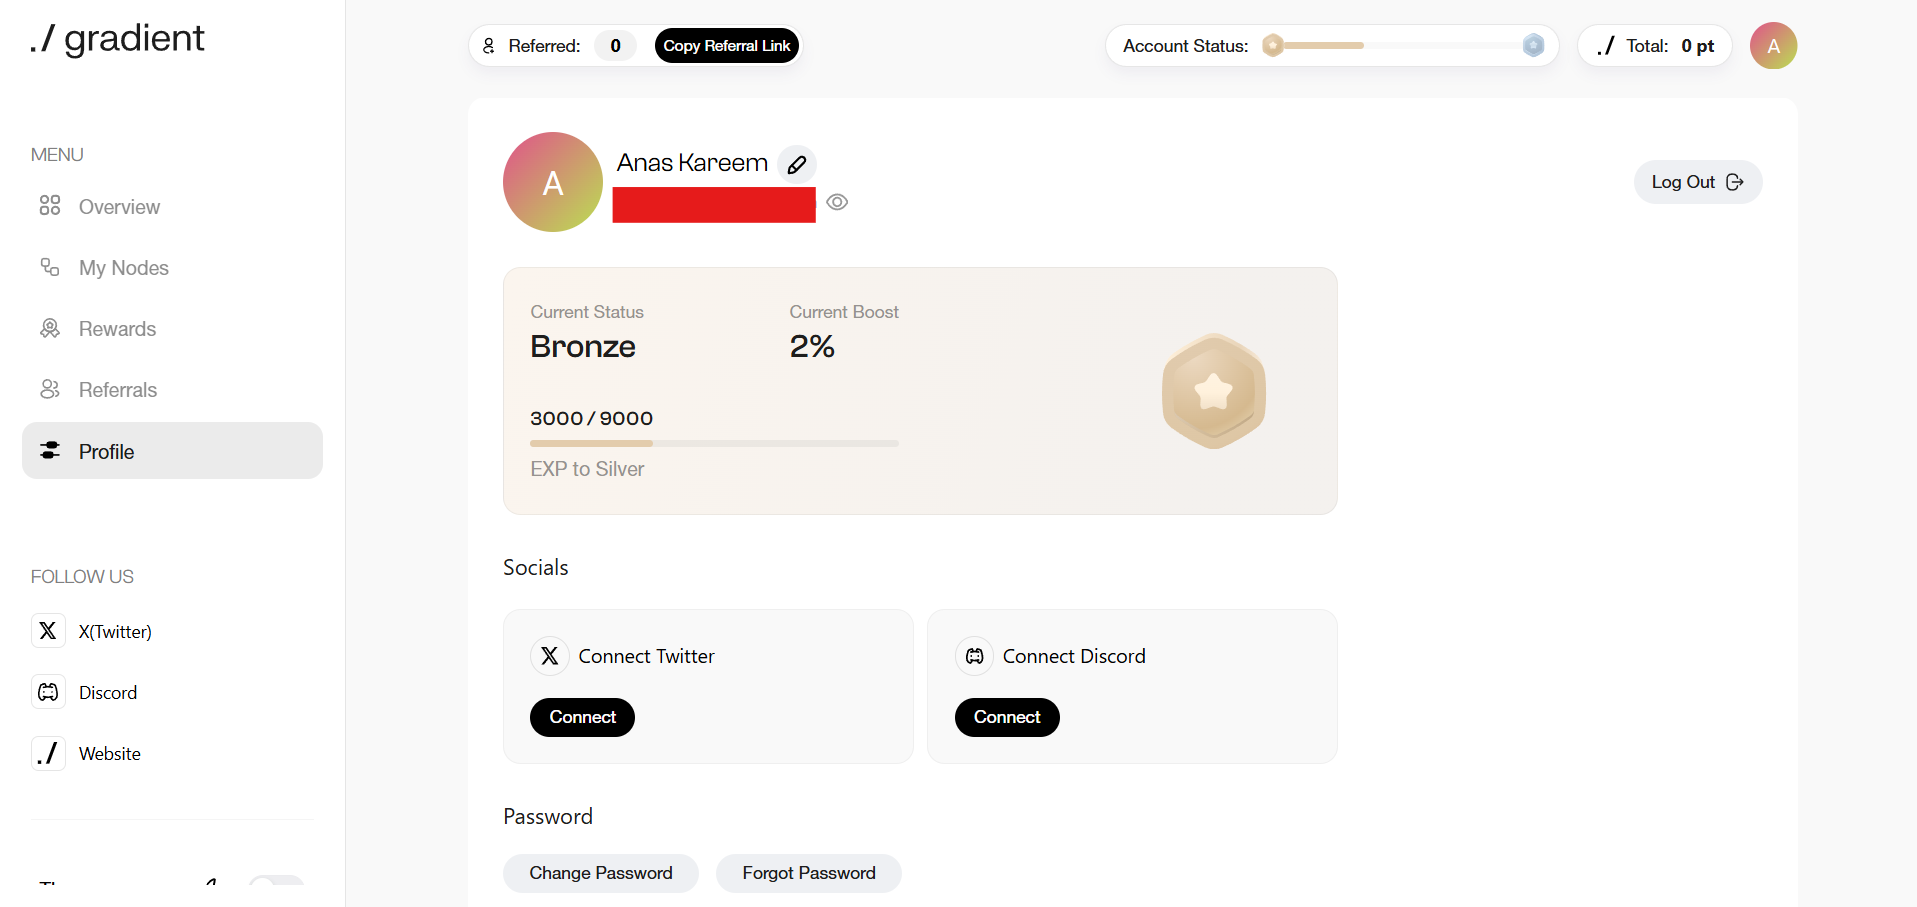 ./ gradient
MENU
Overview
My Nodes
Rewards
Referrals
Profile
FOLLOW US
X(Twitter)
Discord
Website
Referred: 0 Copy Referral Link
Account Status:
Total: 0 pt
A
A
Anas Kareem
Log Out
Current Status
Bronze
Current Boost
2%
3000 / 9000
EXP to Silver
Socials
Connect Twitter
Connect
Connect Discord
Connect
Password
Change Password
Forgot Password